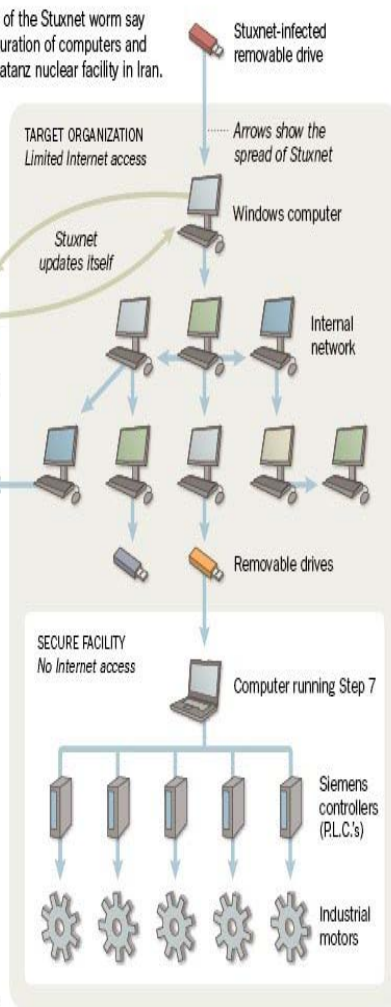 of the Stuxnet worm say
uration of computers and
atanz nuclear facility in Iran.
Stuxnet-infected
removable drive
TARGET ORGANIZATION
Limited Internet access
Arrows show the
spread of Stuxnet
Windows computer
Stuxnet
updates itself
Internal
network
Removable drives
SECURE FACILITY
No Internet access
Computer running Step 7
Siemens
controllers
(P.L.C.'s)
Industrial
motors